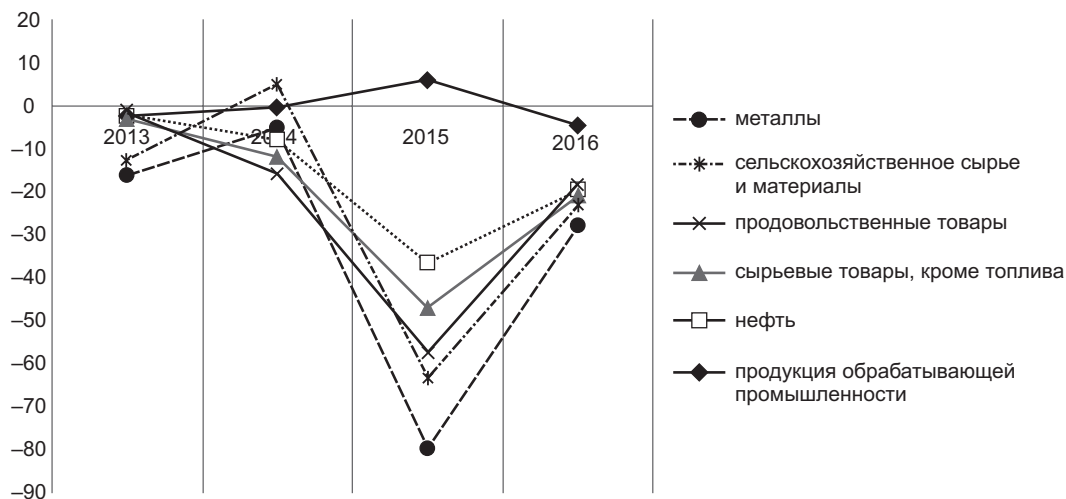 20
10
0
–10
–20
–30
–40
–50
–60
–70
–80
–90
2013
2014
2015
2016
металлы
сельскохозяйственное сырье
и материалы
продовольственные товары
сырьевые товары, кроме топлива
нефть
продукция обрабатывающей
промышленности